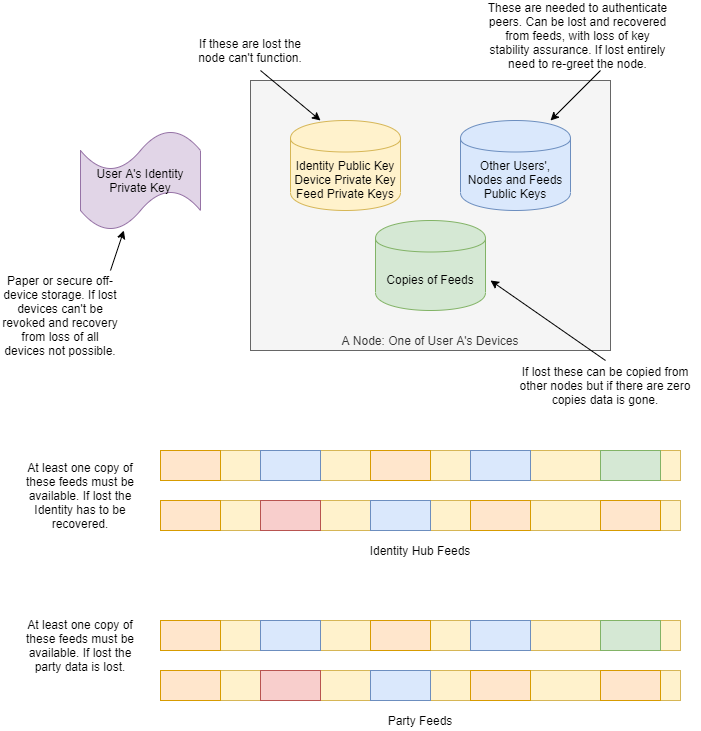 These are needed to authenticate
peers. Can be lost and recovered
from feeds, with loss of key
stability assurance. If lost entirely
need to re-greet the node.
If these are lost the
node can't function.
User A's Identity
Private Key
Identity Public Key
Device Private Key
Feed Private Keys
Other Users',
Nodes and Feeds
Public Keys
Copies of Feeds
Paper or secure off-
device storage. If lost
devices can't be
revoked and recovery
from loss of all
devices not possible.
A Node: One of User A's Devices
If lost these can be copied from
other nodes but if there are zero
copies data is gone.
At least one copy of
these feeds must be
available. If lost the
Identity has to be
recovered.
Identity Hub Feeds
At least one copy of
these feeds must be
available. If lost the
party data is lost.
Party Feeds